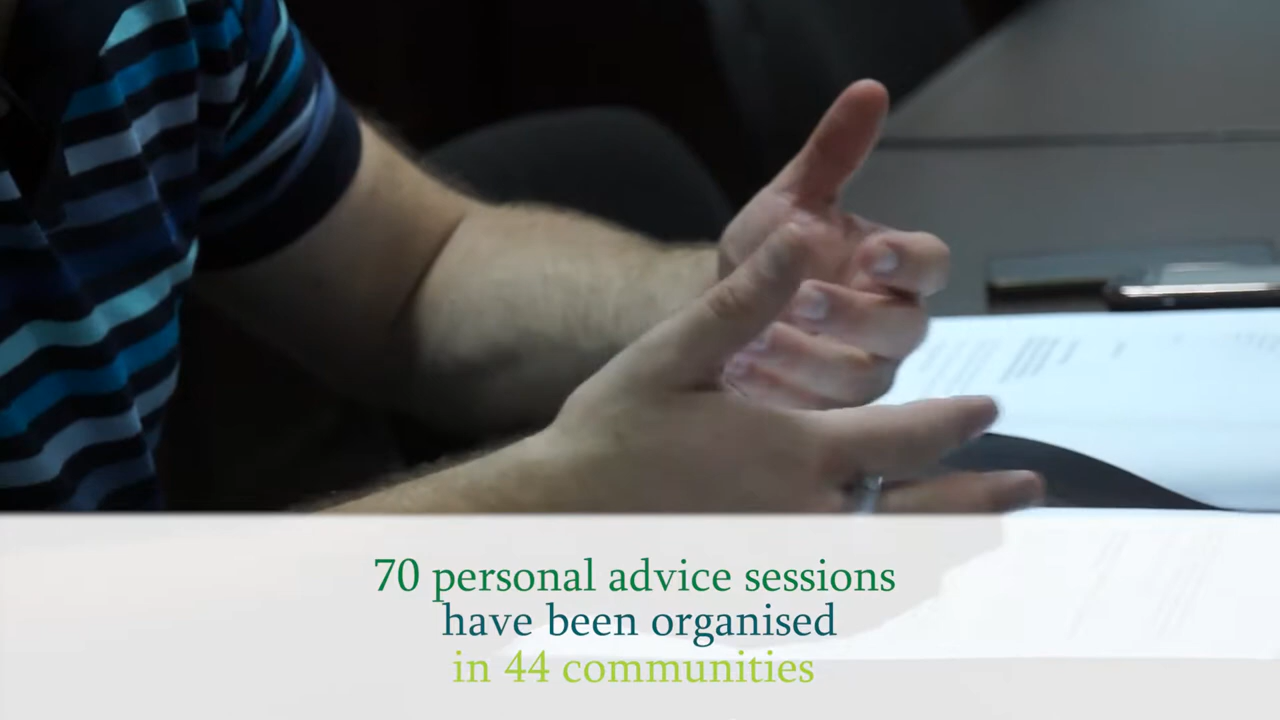 70 personal advice sessions
have been organised
in 44 communities